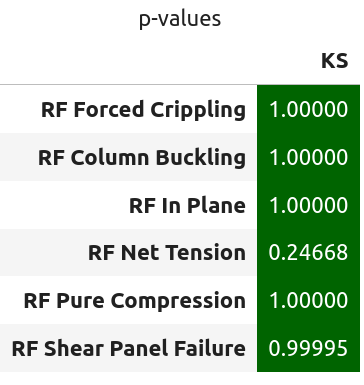 p-values
KS
RF Forced Crippling 1.00000
RF Column Buckling 1.00000
RF In Plane 1.00000
RF Net Tension 0.24668
RF Pure Compression 1.00000
RF Shear Panel Failure 0.99995